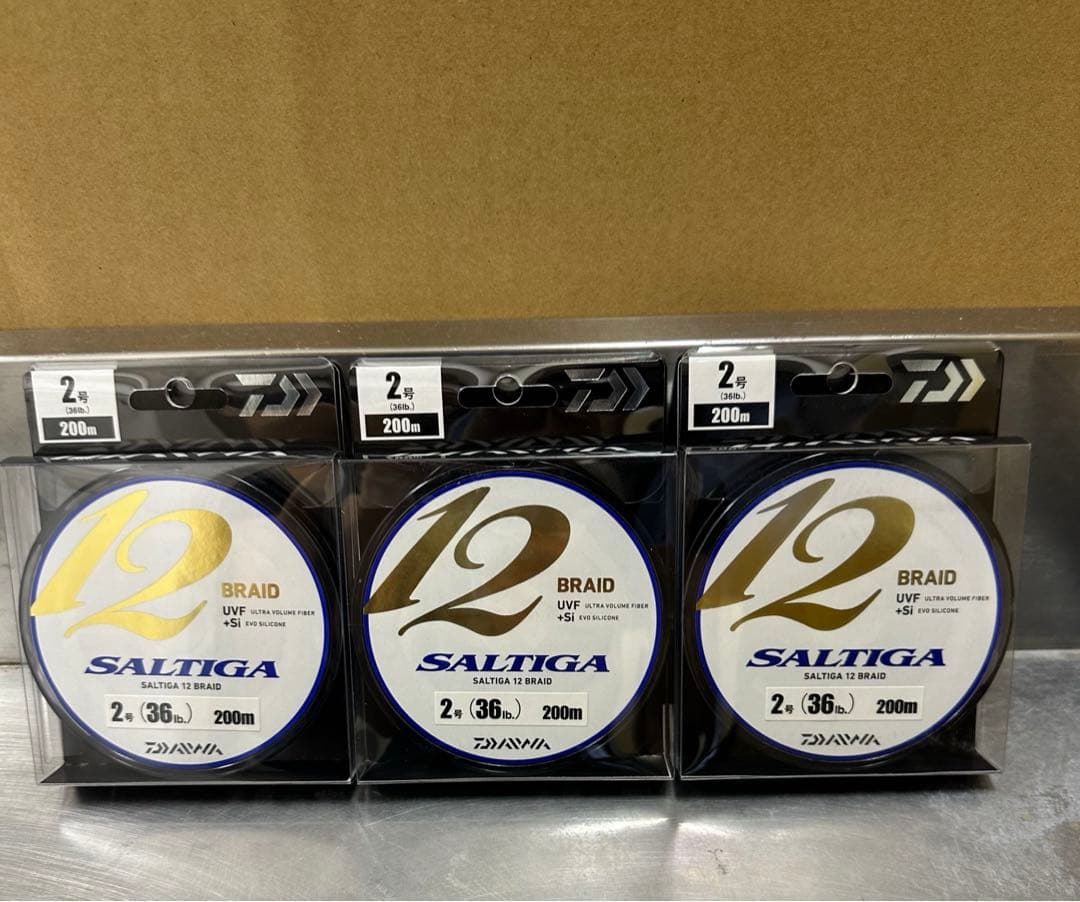 2号
(36lb.)
200m
12
BRAID
UVF ULTRA VOLUME FIBER
+Si EVO SILICONE
SALTIGA
SALTIGA 12 BRAID
2号 (36lb.) 200m
DAIWA
2号
(36lb.)
200m
12
BRAID
UVF ULTRA VOLUME FIBER
+Si EVO SILICONE
SALTIGA
SALTIGA 12 BRAID
2号 (36lb.) 200m
DAIWA
2号
(36lb.)
200m
12
BRAID
UVF ULTRA VOLUME FIBER
+Si EVO SILICONE
SALTIGA
SALTIGA 12 BRAID
2号 (36lb.) 200m
DAIWA